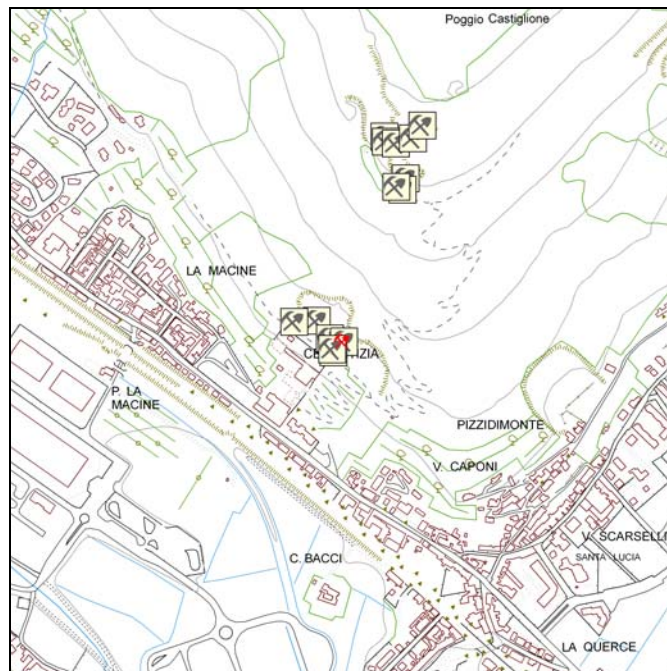 Poggio Castiglione
LA MACINE
P. LA
MACINE
PIZZIDIMONTE
V. CAPONI
V. SCARSELLI
SANTA LUCIA
C. BACCI
LA QUERCE